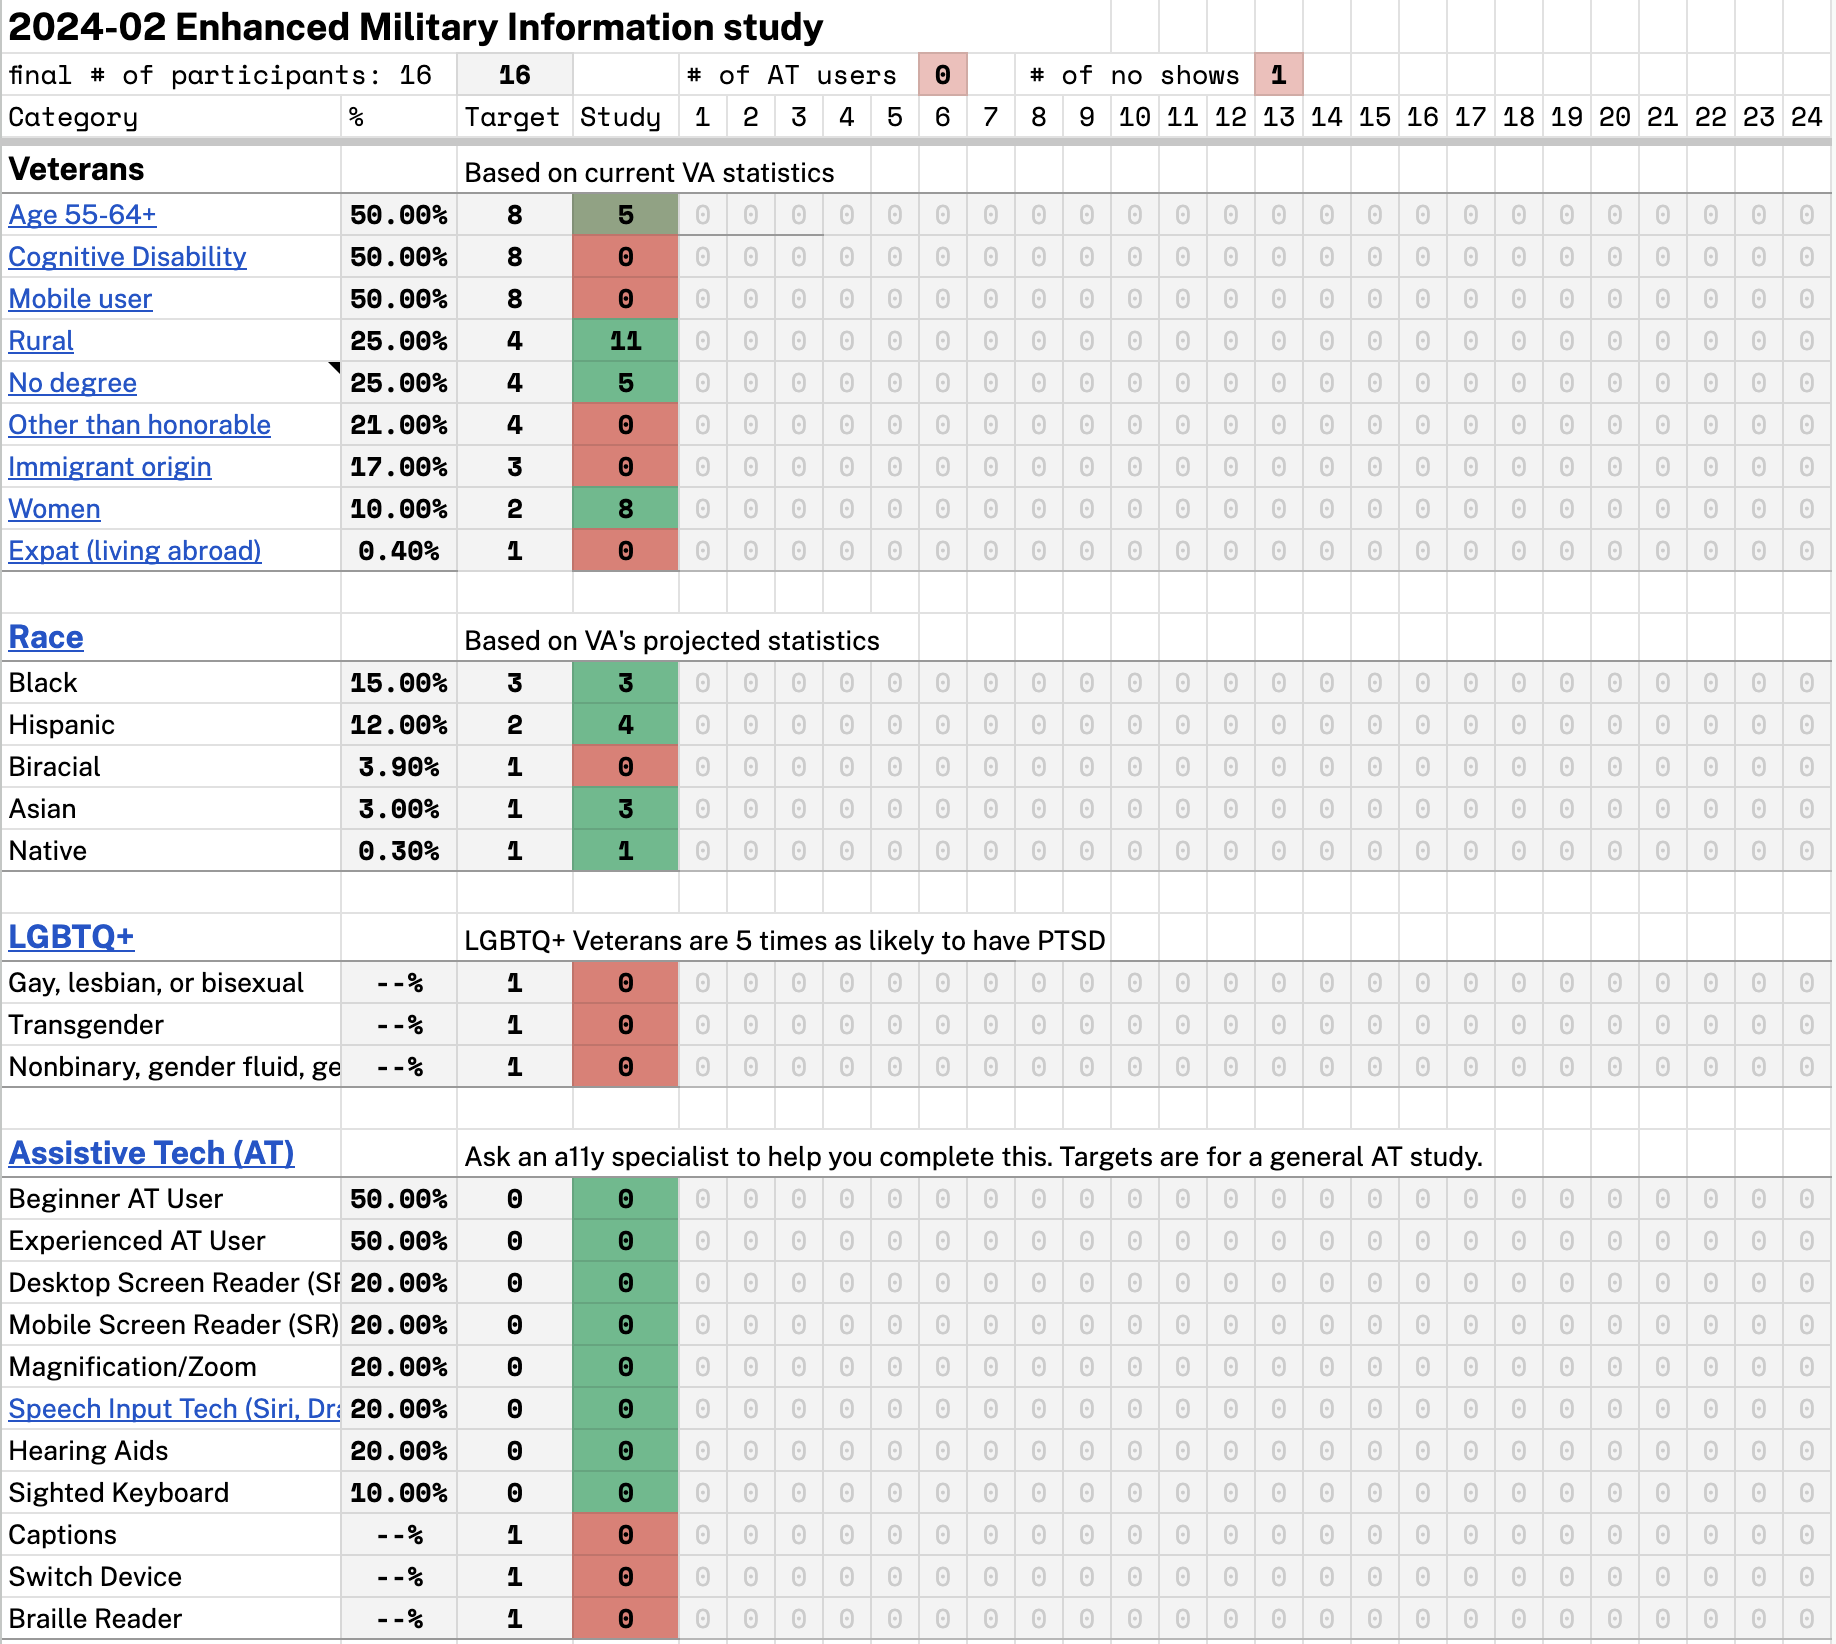 2024-02 Enhanced Military Information study
final # of participants: 16 16 # of AT users 0 # of no shows 1
Category % Target Study 1 2 3 4 5 6 7 8 9 10 11 12 13 14 15 16 17 18 19 20 21 22 23 24
Veterans Based on current VA statistics
Age 55-64+ 50.00% 8 5 0 0 0 0 0 0 0 0 0 0 0 0 0 0 0 0 0 0 0 0 0 0 0 0
Cognitive Disability 50.00% 8 0 0 0 0 0 0 0 0 0 0 0 0 0 0 0 0 0 0 0 0 0 0 0 0 0
Mobile user 50.00% 8 0 0 0 0 0 0 0 0 0 0 0 0 0 0 0 0 0 0 0 0 0 0 0 0 0
Rural 25.00% 4 11 0 0 0 0 0 0 0 0 0 0 0 0 0 0 0 0 0 0 0 0 0 0 0 0
No degree 25.00% 4 5 0 0 0 0 0 0 0 0 0 0 0 0 0 0 0 0 0 0 0 0 0 0 0 0
Other than honorable 21.00% 4 0 0 0 0 0 0 0 0 0 0 0 0 0 0 0 0 0 0 0 0 0 0 0 0 0
Immigrant origin 17.00% 3 0 0 0 0 0 0 0 0 0 0 0 0 0 0 0 0 0 0 0 0 0 0 0 0 0
Women 10.00% 2 8 0 0 0 0 0 0 0 0 0 0 0 0 0 0 0 0 0 0 0 0 0 0 0 0
Expat (living abroad) 0.40% 1 0 0 0 0 0 0 0 0 0 0 0 0 0 0 0 0 0 0 0 0 0 0 0 0 0
Race Based on VA's projected statistics
Black 15.00% 3 3 0 0 0 0 0 0 0 0 0 0 0 0 0 0 0 0 0 0 0 0 0 0 0 0
Hispanic 12.00% 2 4 0 0 0 0 0 0 0 0 0 0 0 0 0 0 0 0 0 0 0 0 0 0 0 0
Biracial 3.90% 1 0 0 0 0 0 0 0 0 0 0 0 0 0 0 0 0 0 0 0 0 0 0 0 0 0
Asian 3.00% 1 3 0 0 0 0 0 0 0 0 0 0 0 0 0 0 0 0 0 0 0 0 0 0 0 0
Native 0.30% 1 1 0 0 0 0 0 0 0 0 0 0 0 0 0 0 0 0 0 0 0 0 0 0 0 0
LGBTQ+ LGBTQ+ Veterans are 5 times as likely to have PTSD
Gay, lesbian, or bisexual --% 1 0 0 0 0 0 0 0 0 0 0 0 0 0 0 0 0 0 0 0 0 0 0 0 0 0
Transgender --% 1 0 0 0 0 0 0 0 0 0 0 0 0 0 0 0 0 0 0 0 0 0 0 0 0 0
Nonbinary, gender fluid, ge --% 1 0 0 0 0 0 0 0 0 0 0 0 0 0 0 0 0 0 0 0 0 0 0 0 0 0
Assistive Tech (AT) Ask an a11y specialist to help you complete this. Targets are for a general AT study.
Beginner AT User 50.00% 0 0 0 0 0 0 0 0 0 0 0 0 0 0 0 0 0 0 0 0 0 0 0 0 0 0
Experienced AT User 50.00% 0 0 0 0 0 0 0 0 0 0 0 0 0 0 0 0 0 0 0 0 0 0 0 0 0 0
Desktop Screen Reader (SR 20.00% 0 0 0 0 0 0 0 0 0 0 0 0 0 0 0 0 0 0 0 0 0 0 0 0 0 0
Mobile Screen Reader (SR) 20.00% 0 0 0 0 0 0 0 0 0 0 0 0 0 0 0 0 0 0 0 0 0 0 0 0 0 0
Magnification/Zoom 20.00% 0 0 0 0 0 0 0 0 0 0 0 0 0 0 0 0 0 0 0 0 0 0 0 0 0 0
Speech Input Tech (Siri, Dra 20.00% 0 0 0 0 0 0 0 0 0 0 0 0 0 0 0 0 0 0 0 0 0 0 0 0 0 0
Hearing Aids 20.00% 0 0 0 0 0 0 0 0 0 0 0 0 0 0 0 0 0 0 0 0 0 0 0 0 0 0
Sighted Keyboard 10.00% 0 0 0 0 0 0 0 0 0 0 0 0 0 0 0 0 0 0 0 0 0 0 0 0 0 0
Captions --% 1 0 0 0 0 0 0 0 0 0 0 0 0 0 0 0 0 0 0 0 0 0 0 0 0 0
Switch Device --% 1 0 0 0 0 0 0 0 0 0 0 0 0 0 0 0 0 0 0 0 0 0 0 0 0 0
Braille Reader --% 1 0 0 0 0 0 0 0 0 0 0 0 0 0 0 0 0 0 0 0 0 0 0 0 0 0